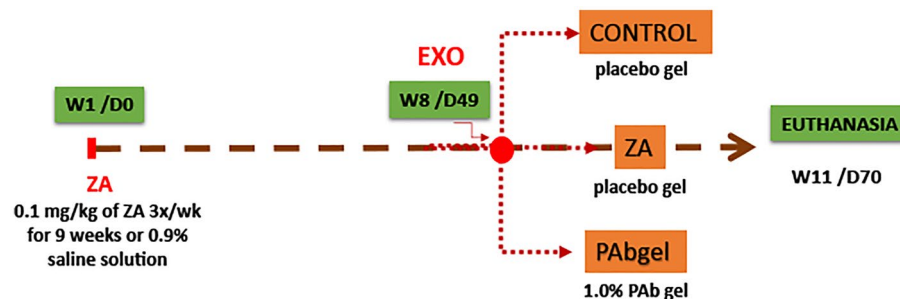 W1 /D0
ZA
0.1 mg/kg of ZA 3x/wk
for 9 weeks or 0.9%
saline solution
EXO
W8 /D49
CONTROL
placebo gel
ZA
placebo gel
PAbgel
1.0% PAb gel
EUTHANASIA
W11 /D70